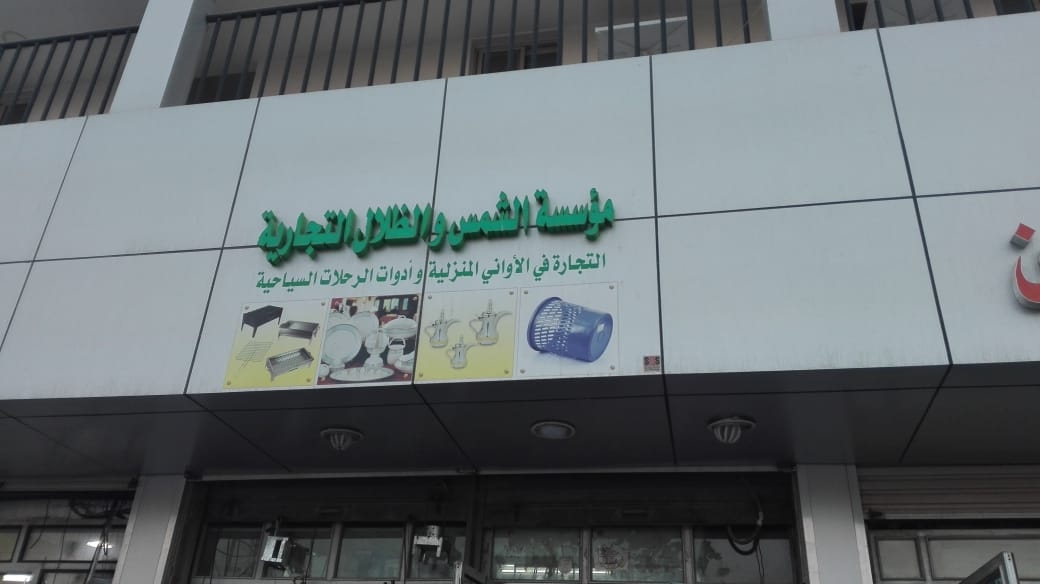 مؤسسة الشمس والظلال التجارية
التجارة في الأواني المنزلية وأدوات الرحلات السياحية